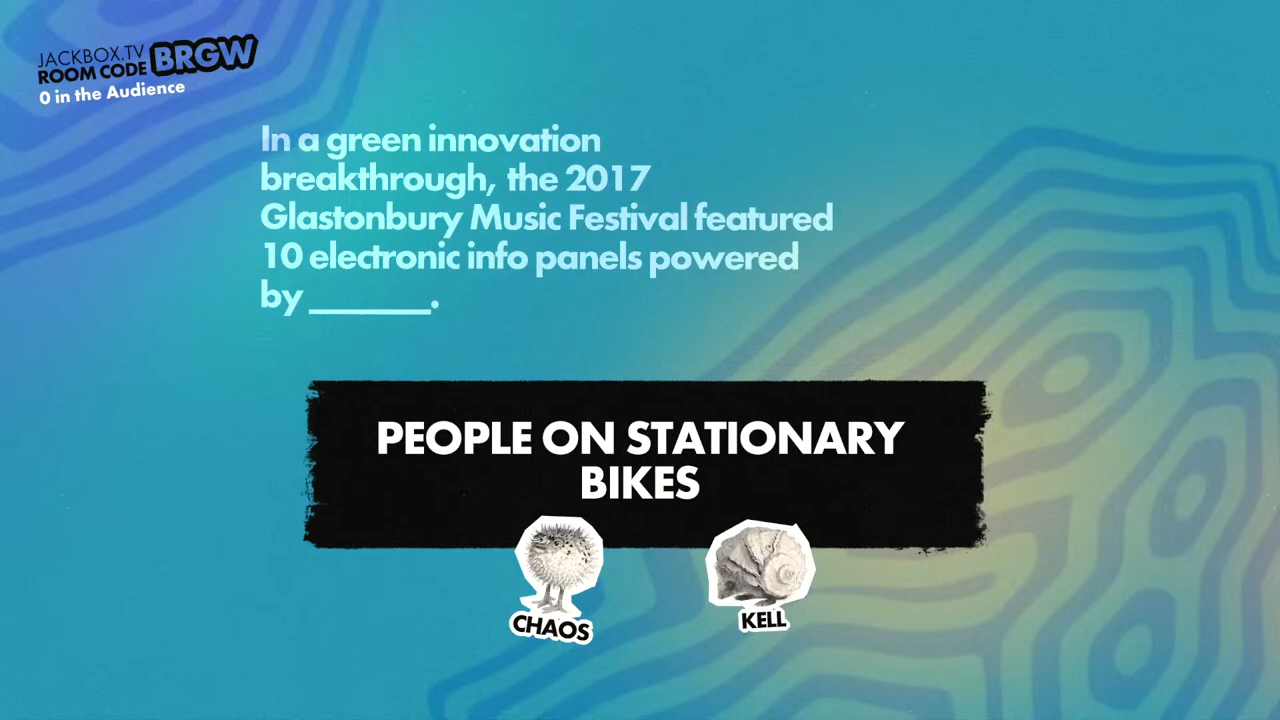 JACKBOX.TV
ROOM CODE BRGW
0 in the Audience
In a green innovation
breakthrough, the 2017
Glastonbury Music Festival featured
10 electronic info panels powered
by _______.
PEOPLE ON STATIONARY
BIKES
CHAOS
KELL